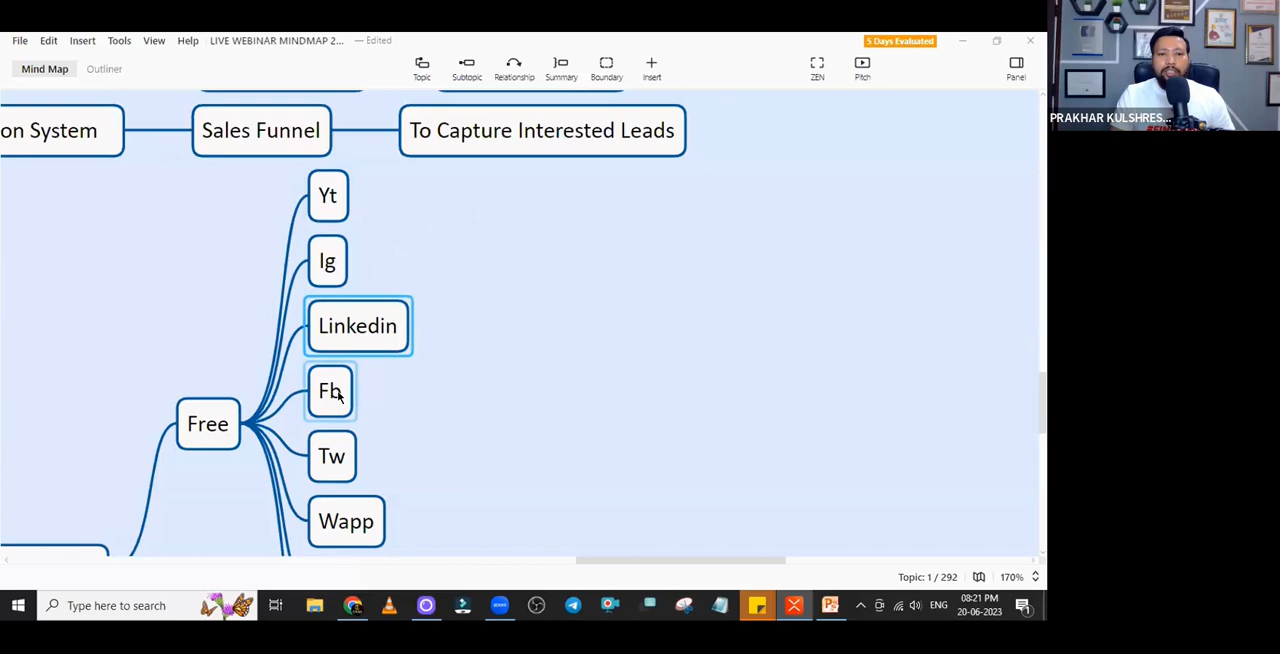 File Edit Insert Tools View Help LIVE WEBINAR MINDMAP 2... — Edited
5 Days Evaluated
Mind Map Outliner
Topic Subtopic Relationship Summary Boundary Insert
ZEN Pitch Panel
PRAKHAR KULSHRES...
on System
Sales Funnel
To Capture Interested Leads
Yt
Ig
Linkedin
Fb
Free
Tw
Wapp
Topic: 1 / 292
170%
Type here to search
zoom
ENG
08:21 PM
20-06-2023
1